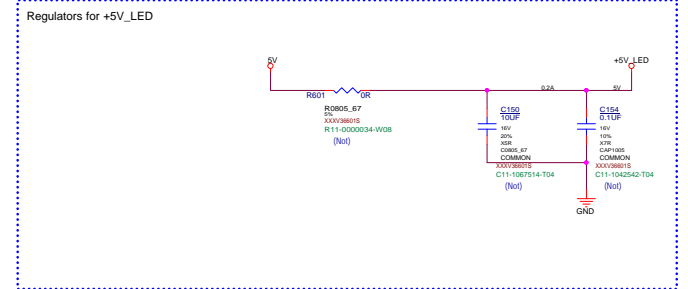 Regulators for +5V_LED
5V
+5V_LED
R601 0R
0.2A 5V
R0805_67
5%
XXXV36601S
R11-0000034-W08
(Not)
C150
10UF
16V
20%
X5R
C0805_67
COMMON
XXXV36601S
C11-1067514-T04
(Not)
C154
0.1UF
16V
10%
X7R
CAP1005
COMMON
XXXV36601S
C11-1042542-T04
(Not)
GND